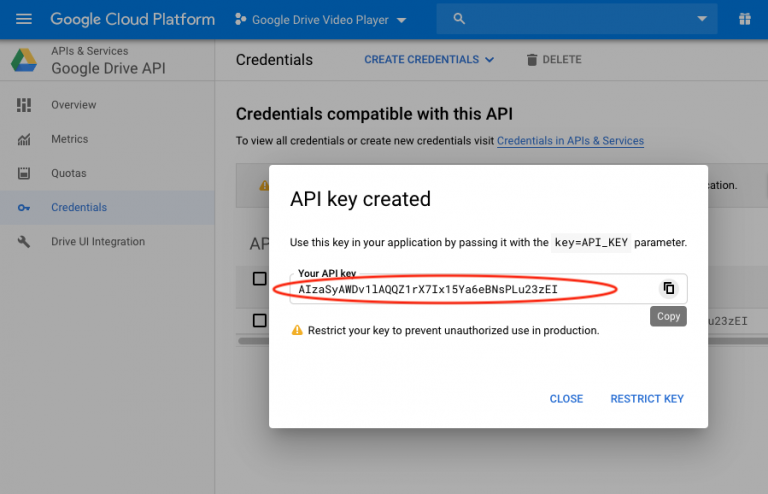 Google Cloud Platform
Google Drive Video Player
APIs & Services
Google Drive API
Credentials
CREATE CREDENTIALS
DELETE
Overview
Metrics
Quotas
Credentials
Drive UI Integration
Credentials compatible with this API
To view all credentials or create new credentials visit Credentials in APIs & Services
API key created
Use this key in your application by passing it with the key=API_KEY parameter.
Your API key
AIzaSyAWDv1lAQQZ1rX7Ix15Ya6eBNsPLu23zEI
Copy
Restrict your key to prevent unauthorized use in production.
CLOSE
RESTRICT KEY